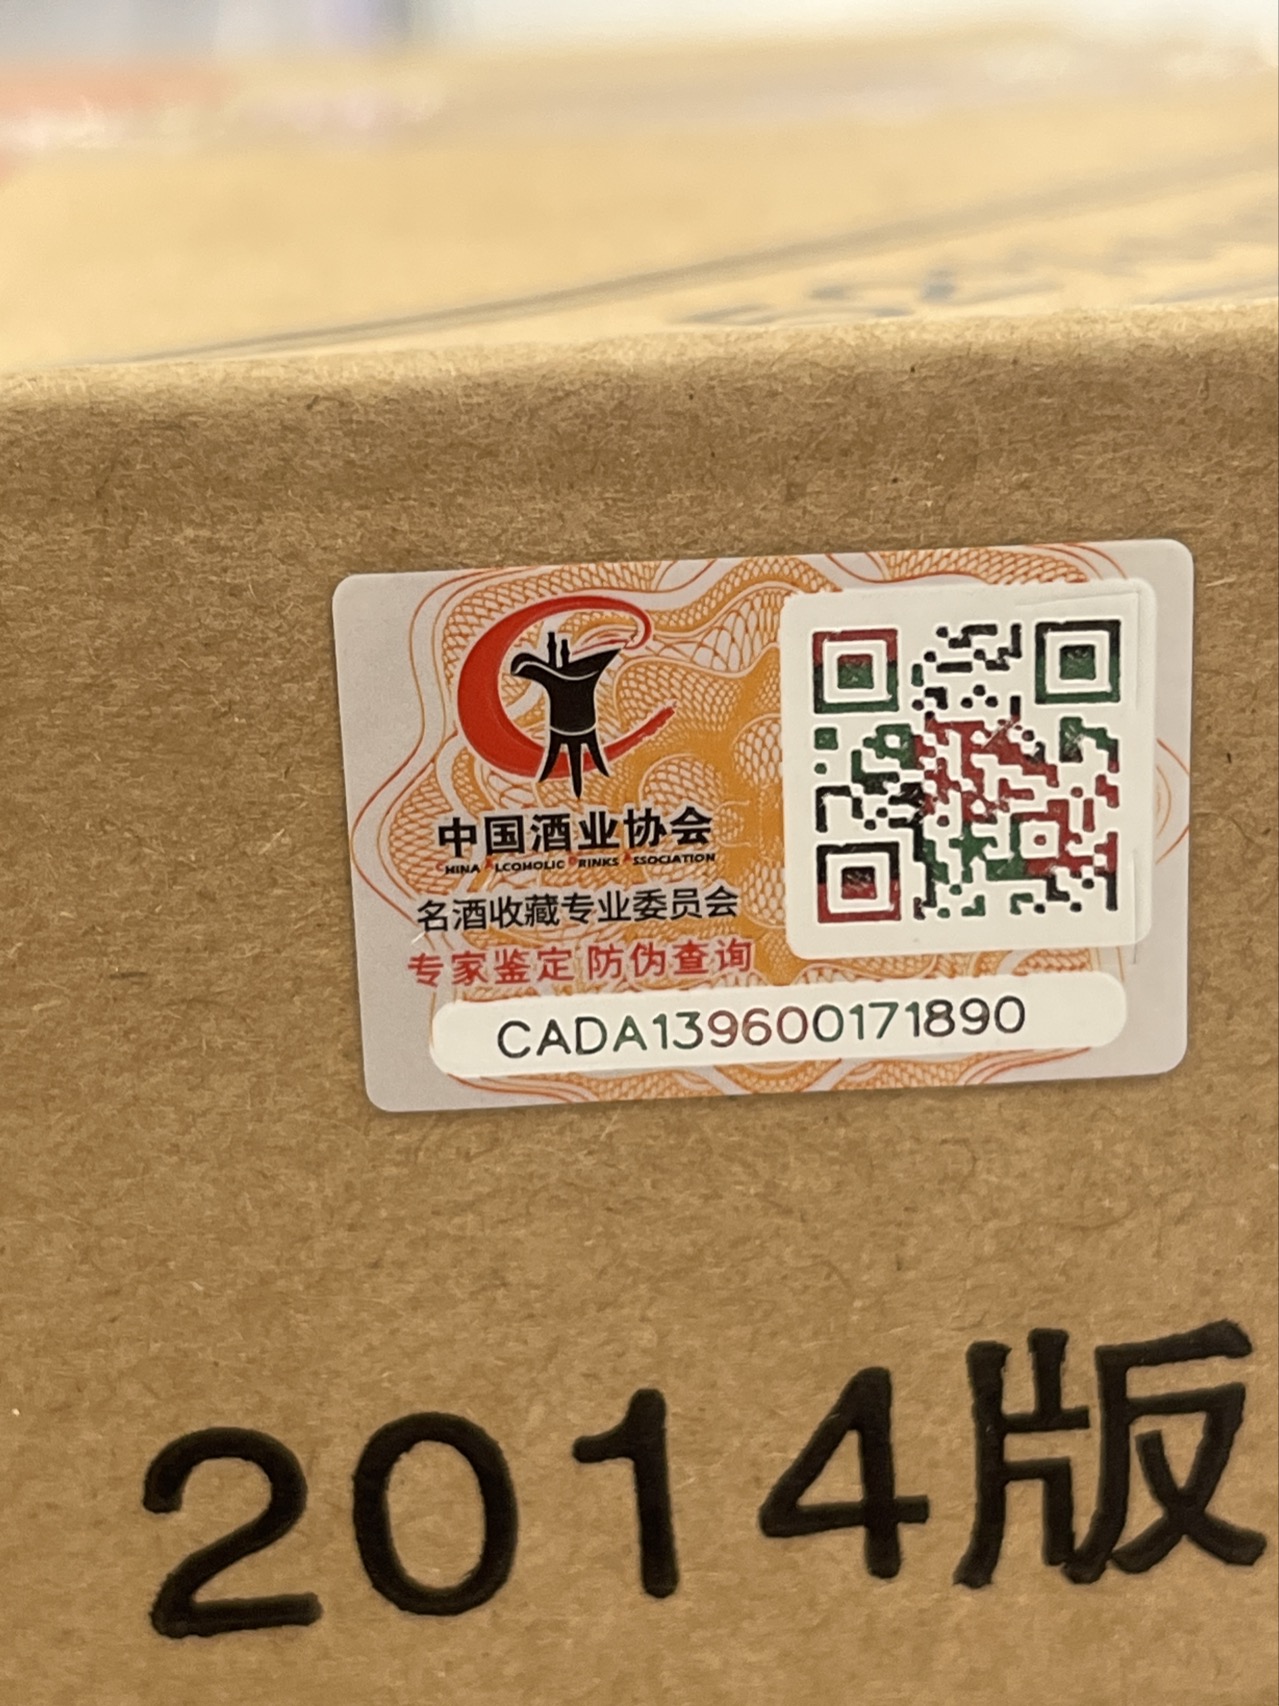 中国酒业协会
CHINA ALCOHOLIC DRINKS ASSOCIATION
名酒收藏专业委员会
专家鉴定 防伪查询
CADA139600171890
2014版